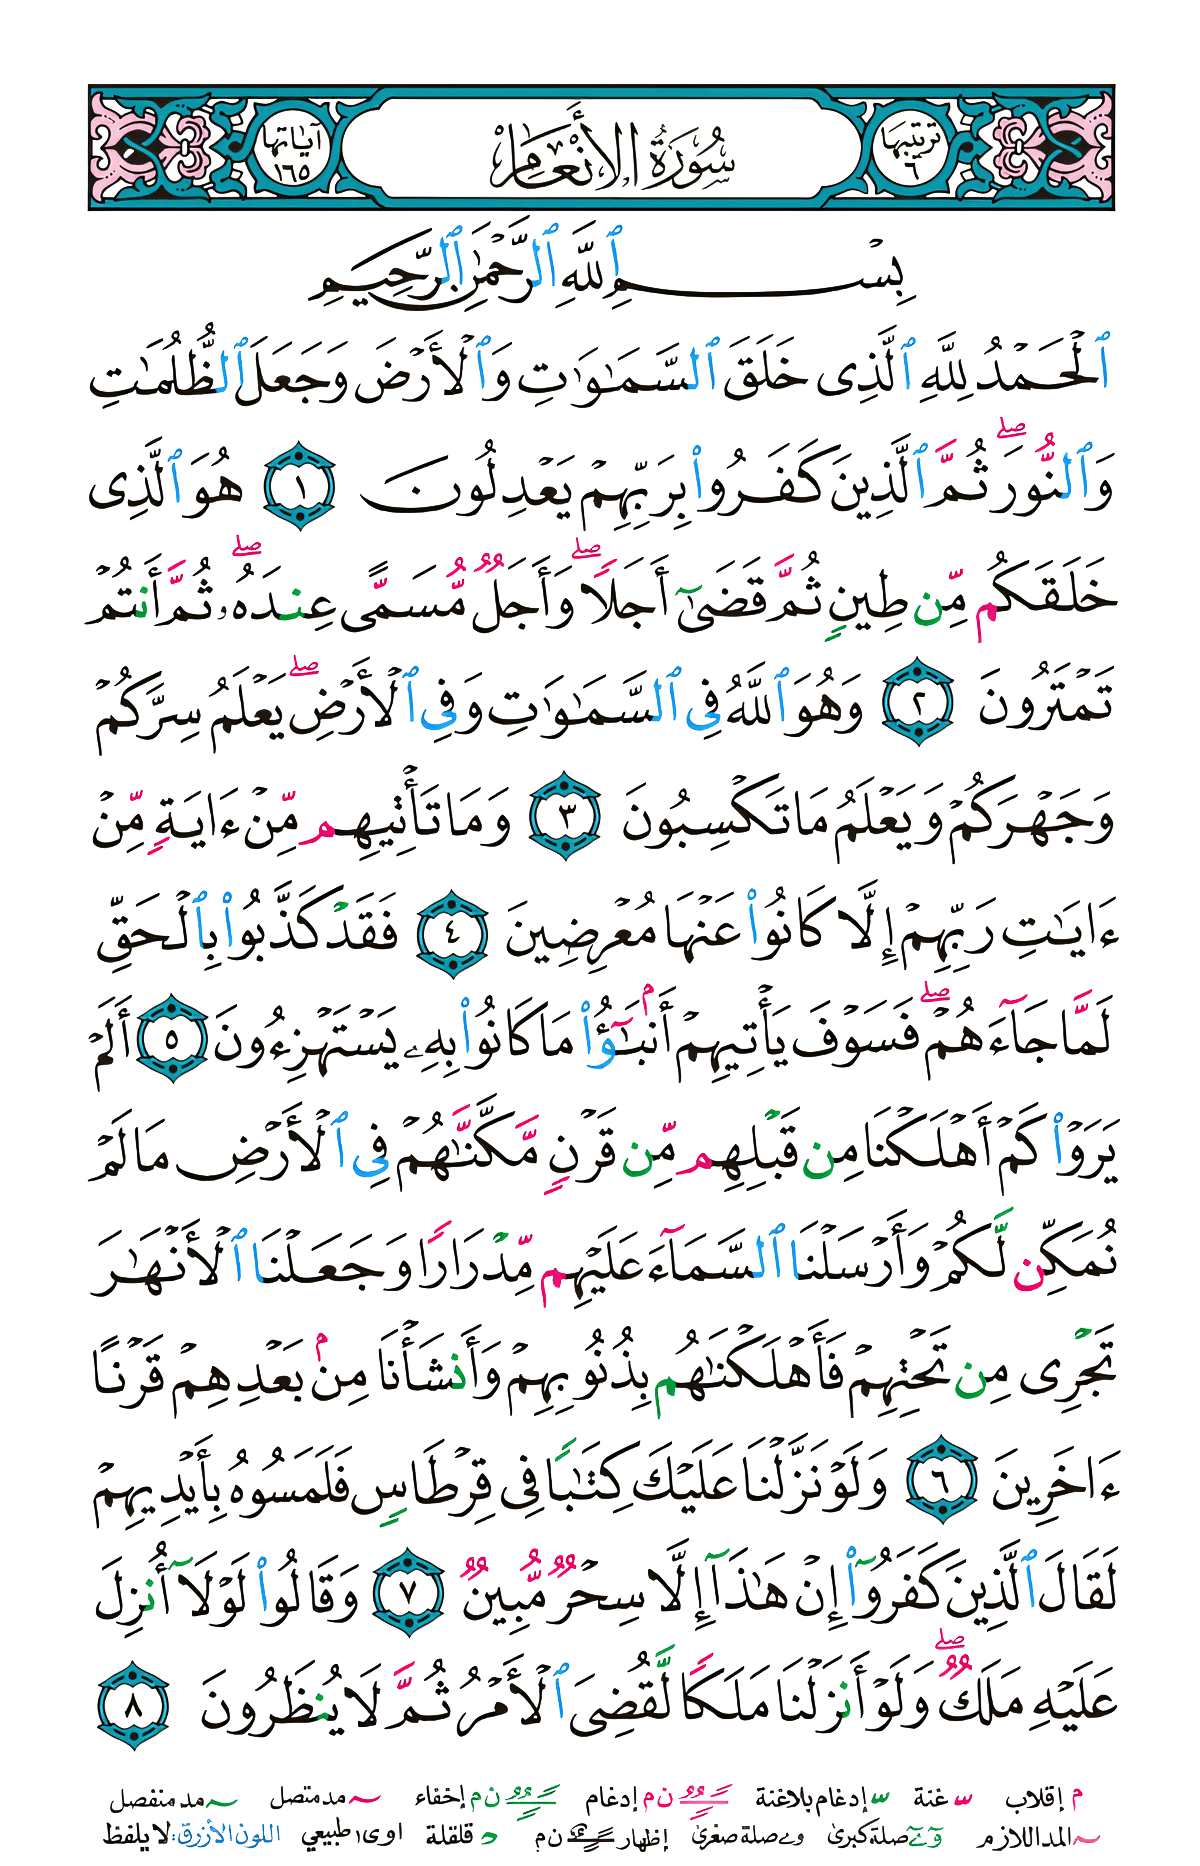 ترتيبها ٦
سُورَةُ الأَنْعَامِ
آيَاتها ١٦٥
بِسْمِ ٱللَّهِ ٱلرَّحْمَٰنِ ٱلرَّحِيمِ
ٱلْحَمْدُ لِلَّهِ ٱلَّذِى خَلَقَ ٱلسَّمَٰوَٰتِ وَٱلْأَرْضَ وَجَعَلَ ٱلظُّلُمَٰتِ
وَٱلنُّورَ ۖ ثُمَّ ٱلَّذِينَ كَفَرُوا۟ بِرَبِّهِمْ يَعْدِلُونَ ١ هُوَ ٱلَّذِى
خَلَقَكُم مِّن طِينٍ ثُمَّ قَضَىٰٓ أَجَلًا ۖ وَأَجَلٌ مُّسَمًّى عِندَهُۥ ۖ ثُمَّ أَنتُمْ
تَمْتَرُونَ ٢ وَهُوَ ٱللَّهُ فِى ٱلسَّمَٰوَٰتِ وَفِى ٱلْأَرْضِ ۖ يَعْلَمُ سِرَّكُمْ
وَجَهْرَكُمْ وَيَعْلَمُ مَا تَكْسِبُونَ ٣ وَمَا تَأْتِيهِم مِّنْ ءَايَةٍ مِّنْ
ءَايَٰتِ رَبِّهِمْ إِلَّا كَانُوا۟ عَنْهَا مُعْرِضِينَ ٤ فَقَدْ كَذَّبُوا۟ بِٱلْحَقِّ
لَمَّا جَآءَهُمْ ۖ فَسَوْفَ يَأْتِيهِمْ أَنۢبَٰٓؤُا۟ مَا كَانُوا۟ بِهِۦ يَسْتَهْزِءُونَ ٥ أَلَمْ
يَرَوْا۟ كَمْ أَهْلَكْنَا مِن قَبْلِهِم مِّن قَرْنٍ مَّكَّنَّٰهُمْ فِى ٱلْأَرْضِ مَا لَمْ
نُمَكِّن لَّكُمْ وَأَرْسَلْنَا ٱلسَّمَآءَ عَلَيْهِم مِّدْرَارًا وَجَعَلْنَا ٱلْأَنْهَٰرَ
تَجْرِى مِن تَحْتِهِمْ فَأَهْلَكْنَٰهُم بِذُنُوبِهِمْ وَأَنشَأْنَا مِنۢ بَعْدِهِمْ قَرْنًا
ءَاخَرِينَ ٦ وَلَوْ نَزَّلْنَا عَلَيْكَ كِتَٰبًا فِى قِرْطَاسٍ فَلَمَسُوهُ بِأَيْدِيهِمْ
لَقَالَ ٱلَّذِينَ كَفَرُوٓا۟ إِنْ هَٰذَآ إِلَّا سِحْرٌ مُّبِينٌ ٧ وَقَالُوا۟ لَوْلَآ أُنزِلَ
عَلَيْهِ مَلَكٌ ۖ وَلَوْ أَنزَلْنَا مَلَكًا لَّقُضِىَ ٱلْأَمْرُ ثُمَّ لَا يُنظَرُونَ ٨
م إقلاب ّ غنة ّ إدغام بلاغنة ن م إدغام ن م إخفاء ~ مد متصل ~ مد منفصل
~ المد اللازم وٓ ےٓ صلة كبرىٰ و ے صلة صغرىٰ إظهار ن م قلقلة اوى ا طبيعي اللون الأزرق: لا يلفظ